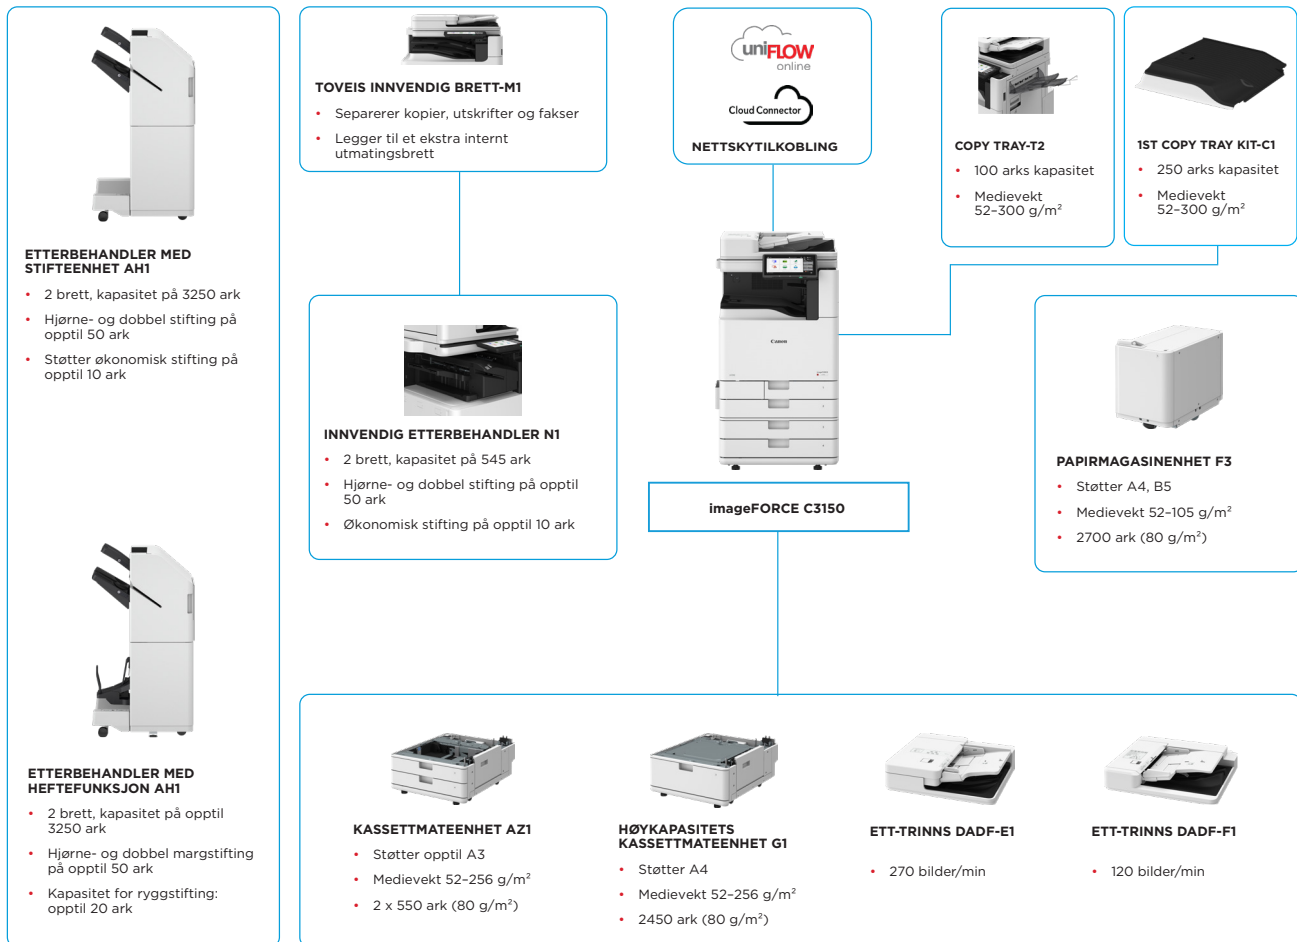 ETTERBEHANDLER MED
STIFTEENHET AH1
• 2 brett, kapasitet på 3250 ark
• Hjørne- og dobbel stifting på
opptil 50 ark
• Støtter økonomisk stifting på
opptil 10 ark
ETTERBEHANDLER MED
HEFTEFUNKSJON AH1
• 2 brett, kapasitet på opptil
3250 ark
• Hjørne- og dobbel margstifting
på opptil 50 ark
• Kapasitet for ryggstifting:
opptil 20 ark
TOVEIS INNVENDIG BRETT-M1
• Separerer kopier, utskrifter og fakser
• Legger til et ekstra internt
utmatingsbrett
INNVENDIG ETTERBEHANDLER N1
• 2 brett, kapasitet på 545 ark
• Hjørne- og dobbel stifting på opptil
50 ark
• Økonomisk stifting på opptil 10 ark
uniFLOW
online
Cloud Connector
NETTSKYTILKOBLING
Canon
imageFORCE C3150
COPY TRAY-T2
• 100 arks kapasitet
• Medievekt
52–300 g/m²
1ST COPY TRAY KIT-C1
• 250 arks kapasitet
• Medievekt
52–300 g/m²
PAPIRMAGASINENHET F3
• Støtter A4, B5
• Medievekt 52–105 g/m²
• 2700 ark (80 g/m²)
KASSETTMATEENHET AZ1
• Støtter opptil A3
• Medievekt 52–256 g/m²
• 2 x 550 ark (80 g/m²)
HØYKAPASITETS
KASSETTMATEENHET G1
• Støtter A4
• Medievekt 52–256 g/m²
• 2450 ark (80 g/m²)
ETT-TRINNS DADF-E1
• 270 bilder/min
ETT-TRINNS DADF-F1
• 120 bilder/min